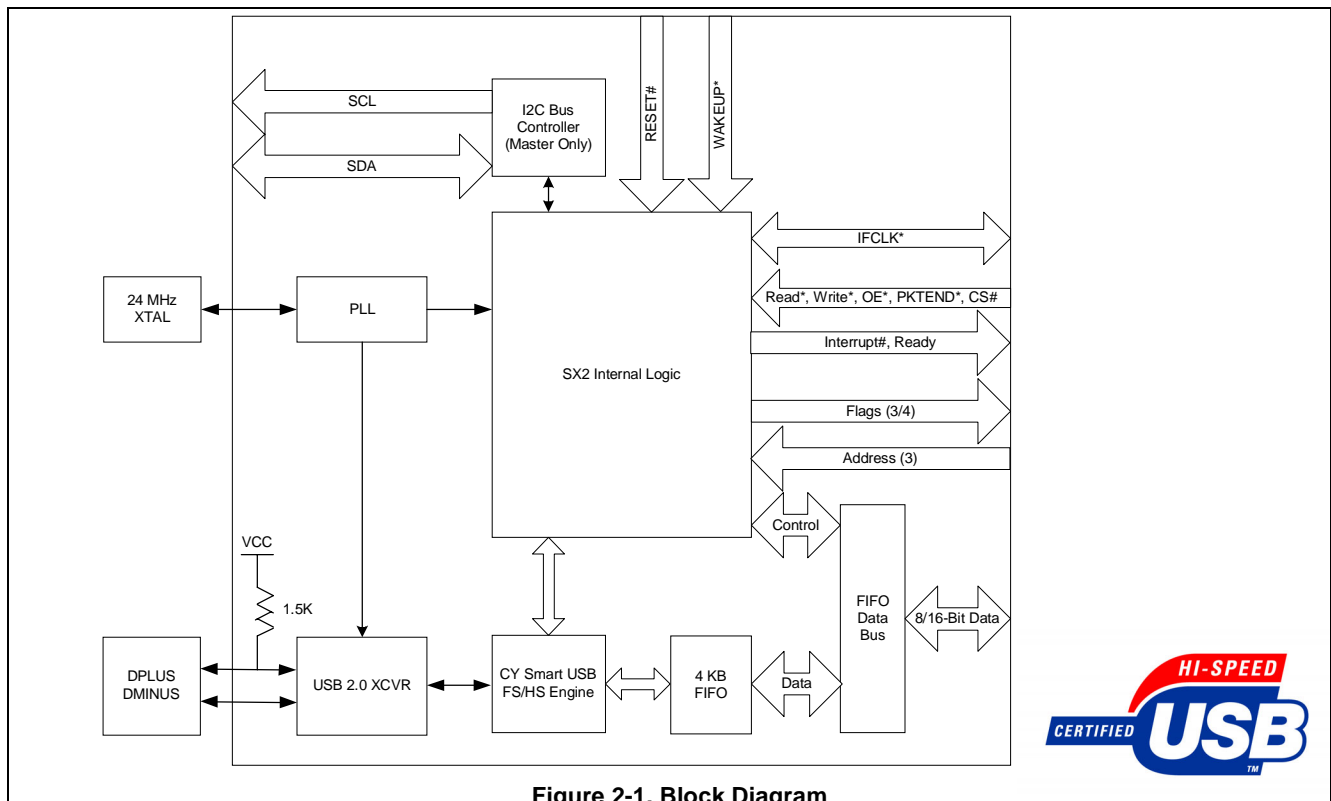 SCL
I2C Bus
Controller
(Master Only)
SDA
RESET#
WAKEUP*
IFCLK*
24 MHz
XTAL
PLL
Read*, Write*, OE*, PKTEND*, CS#
Interrupt#, Ready
SX2 Internal Logic
Flags (3/4)
Address (3)
Control
VCC
1.5K
FIFO
Data
Bus
8/16-Bit Data
DPLUS
DMINUS
USB 2.0 XCVR
CY Smart USB
FS/HS Engine
4 KB
FIFO
Data
HI-SPEED
CERTIFIED USB
TM
Figure 2-1. Block Diagram